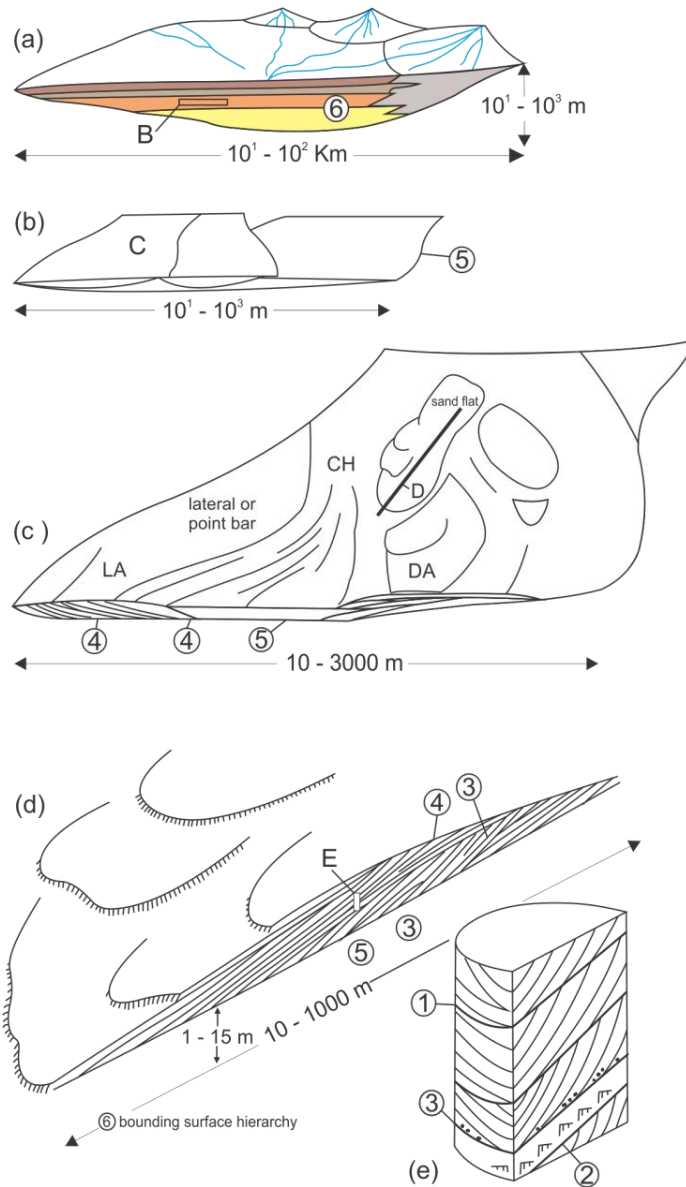 (a)
⑥
B
10¹ - 10³ m
10¹ - 10² Km
(b)
C
⑤
10¹ - 10³ m
(c )
sand flat
CH
D
lateral or
point bar
LA
DA
④
④
⑤
10 - 3000 m
(d)
③
④
E
③
⑤
10 - 1000 m
1 - 15 m
①
③
②
⑥ bounding surface hierarchy
(e)